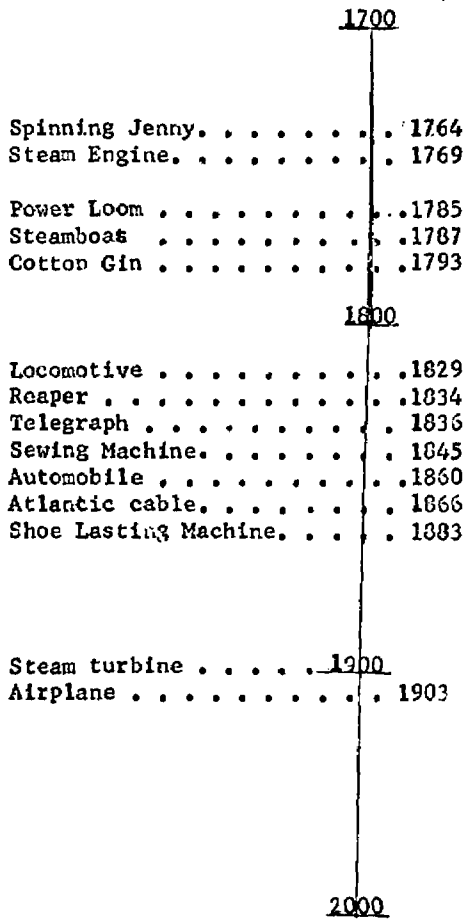 1700
Spinning Jenny. . . . . . . . 1764
Steam Engine. . . . . . . . . 1769
Power Loom . . . . . . . . . .1785
Steamboat . . . . . . . . . .1787
Cotton Gin . . . . . . . . . .1793
1800
Locomotive . . . . . . . . . .1829
Reaper . . . . . . . . . . . .1834
Telegraph . . . . . . . . . .1836
Sewing Machine. . . . . . . .1845
Automobile . . . . . . . . . .1860
Atlantic cable. . . . . . . .1866
Shoe Lasting Machine. . . . . 1883
Steam turbine . . . . . 1900
Airplane . . . . . . . . . . 1903
2000